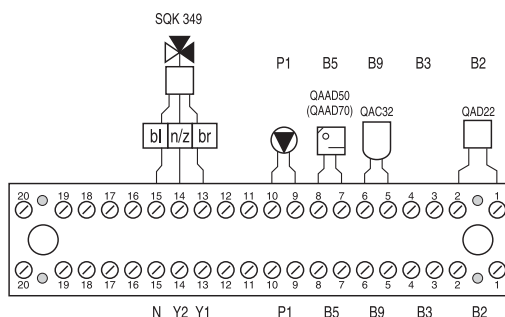 SQK 349
P1 B5 B9 B3 B2
QAAD50
(QAAD70) QAC32 QAD22
bl n/z br
20 19 18 17 16 15 14 13 12 11 10 9 8 7 6 5 4 3 2 1
20 19 18 17 16 15 14 13 12 11 10 9 8 7 6 5 4 3 2 1
N Y2 Y1 P1 B5 B9 B3 B2